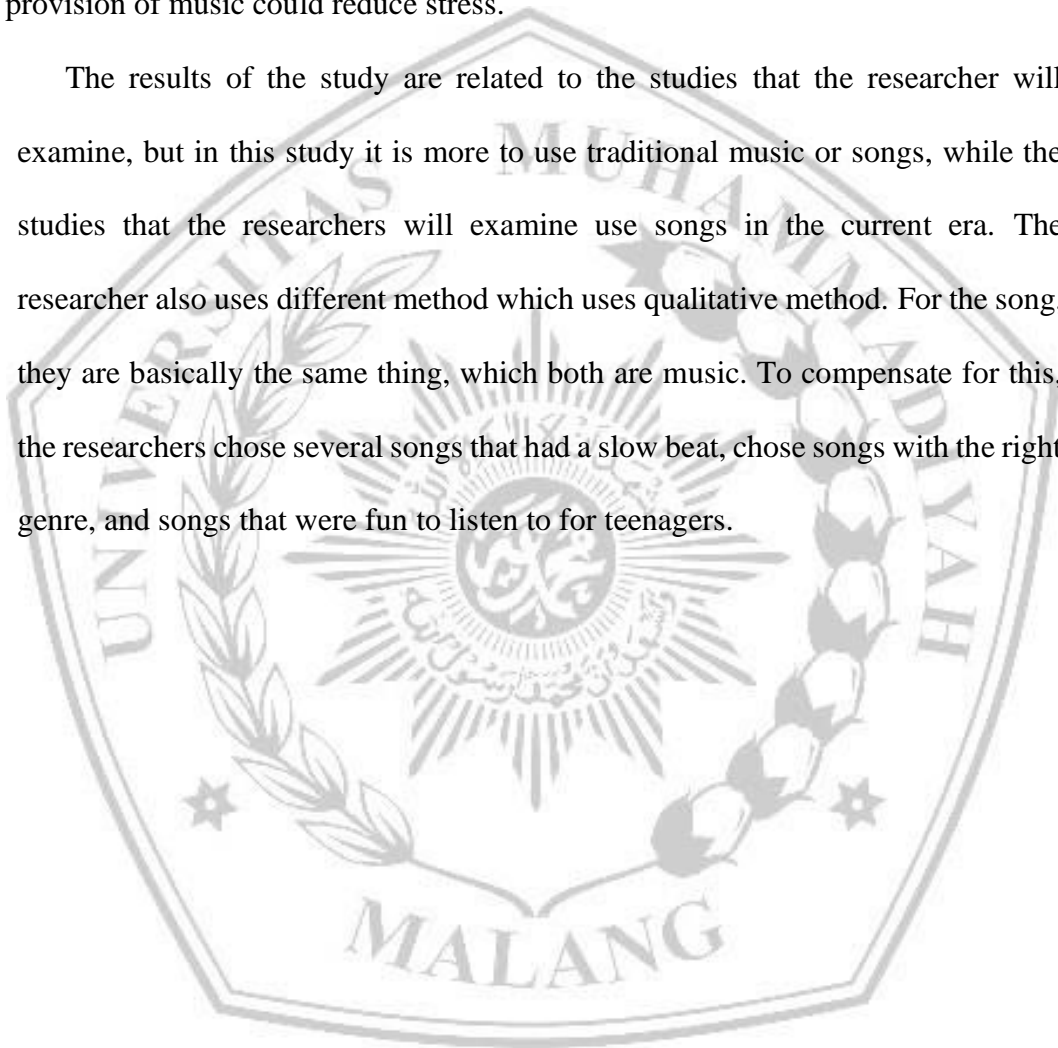 provision of music could reduce stress.
The results of the study are related to the studies that the researcher will
examine, but in this study it is more to use traditional music or songs, while the
studies that the researchers will examine use songs in the current era. The
researcher also uses different method which uses qualitative method. For the song,
they are basically the same thing, which both are music. To compensate for this,
the researchers chose several songs that had a slow beat, chose songs with the right
genre, and songs that were fun to listen to for teenagers.
UNIVERSITAS MUHAMMADIYAH
MALANG